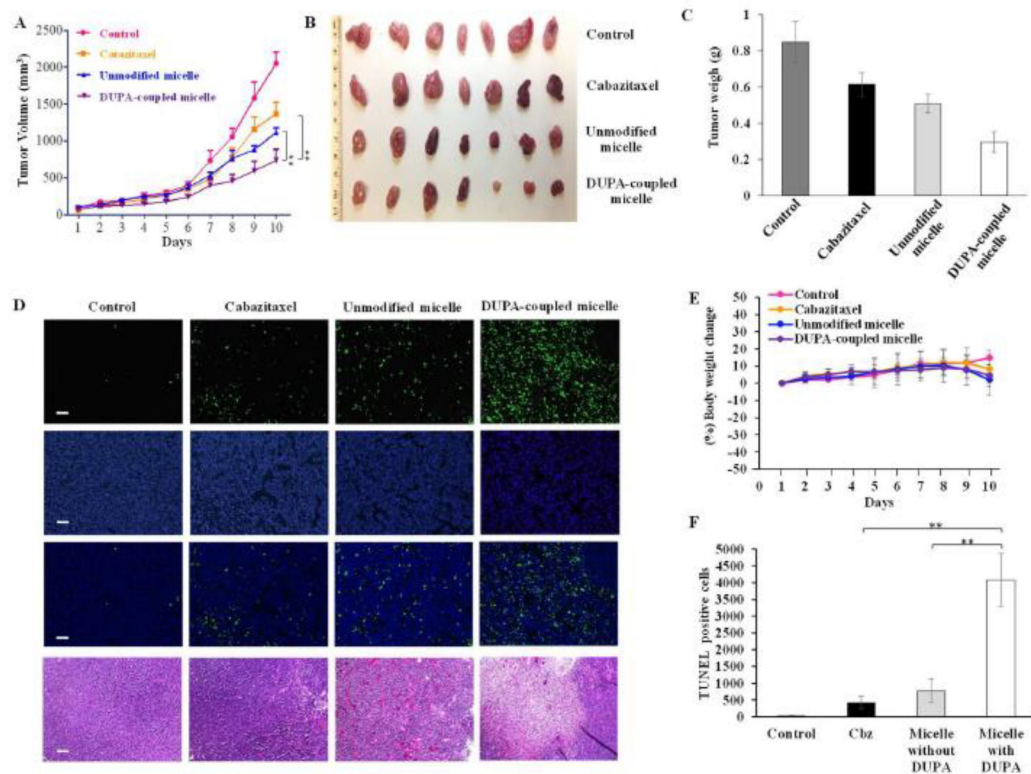 A
Control
Cabazitaxel
Unmodified micelle
DUPA-coupled micelle
2500
2000
1500
1000
500
0
Tumor Volume (mm³)
1 2 3 4 5 6 7 8 9 10
Days
**
**
B
Control
Cabazitaxel
Unmodified
micelle
DUPA-coupled
micelle
C
1
0.8
0.6
0.4
0.2
0
Tumor weigh (g)
Control
Cabazitaxel
Unmodified
micelle
DUPA-coupled
micelle
D
Control
Cabazitaxel
Unmodified micelle
DUPA-coupled micelle
E
Control
Cabazitaxel
Unmodified micelle
DUPA-coupled micelle
50
40
30
20
10
0
-10
-20
-30
-40
-50
(%) Body weight change
0 1 2 3 4 5 6 7 8 9 10
Days
F
**
**
5000
4500
4000
3500
3000
2500
2000
1500
1000
500
0
TUNEL positive cells
Control
Cbz
Micelle
without
DUPA
Micelle
with
DUPA